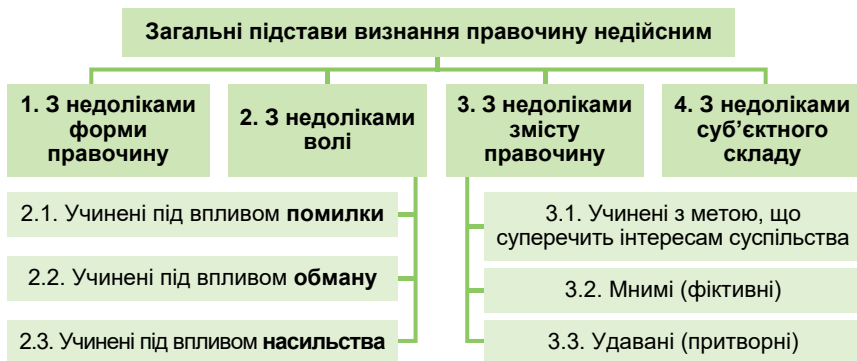 Загальні підстави визнання правочину недійсним
1. З недоліками
форми
правочину
2. З недоліками
волі
3. З недоліками
змісту
правочину
4. З недоліками
суб’єктного
складу
2.1. Учинені під впливом помилки
2.2. Учинені під впливом обману
2.3. Учинені під впливом насильства
3.1. Учинені з метою, що
суперечить інтересам суспільства
3.2. Мнимі (фіктивні)
3.3. Удавані (притворні)